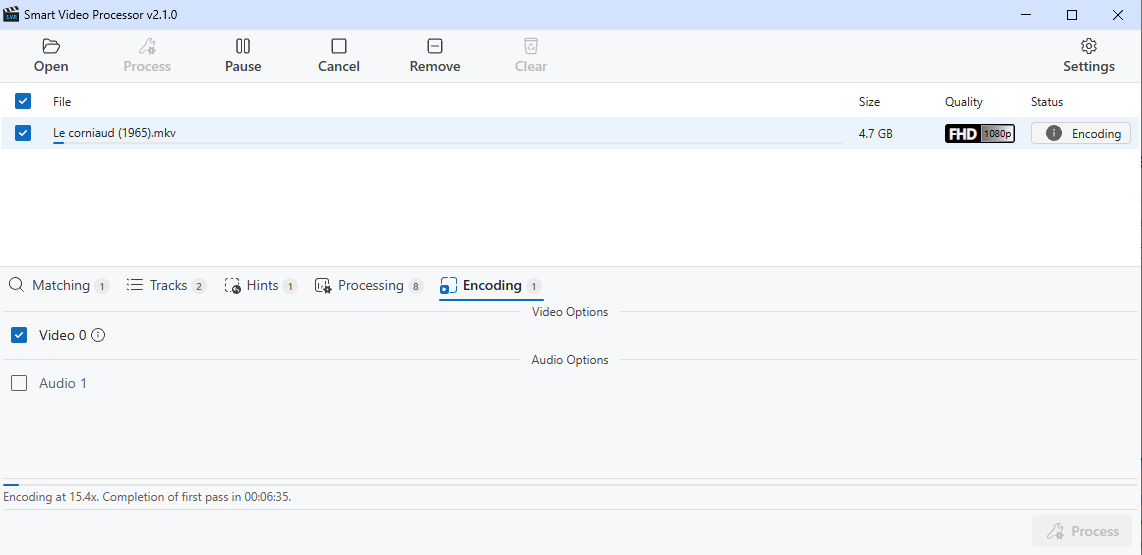 S.V.P.
Smart Video Processor v2.1.0
Open Process Pause Cancel Remove Clear Settings
File Size Quality Status
Le corniaud (1965).mkv 4.7 GB FHD 1080p Encoding
Matching 1 Tracks 2 Hints 1 Processing 8 Encoding 1
Video Options
Video 0
Audio Options
Audio 1
Encoding at 15.4x. Completion of first pass in 00:06:35.
Process